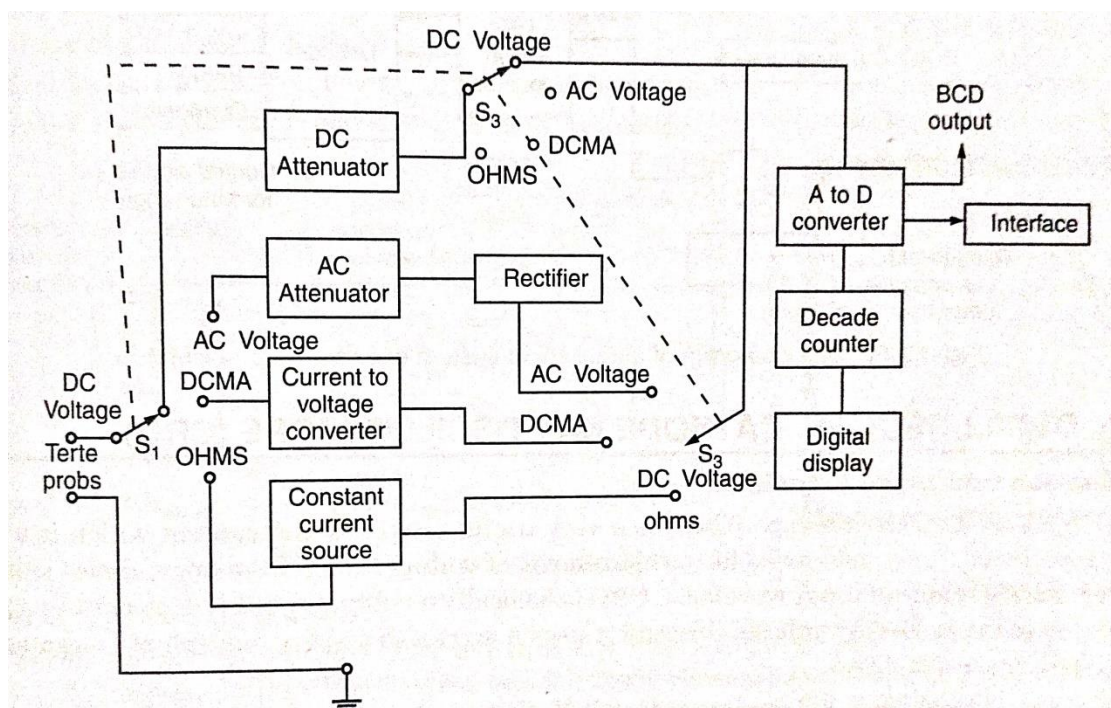 DC Voltage
S3
AC Voltage
DCMA
OHMS
BCD
output
DC
Attenuator
A to D
converter
Interface
AC
Attenuator
Rectifier
AC Voltage
Decade
counter
DC
Voltage
DCMA
Current to
voltage
converter
AC Voltage
DCMA
S1
OHMS
Terte
probs
Digital
display
S3
DC Voltage
ohms
Constant
current
source